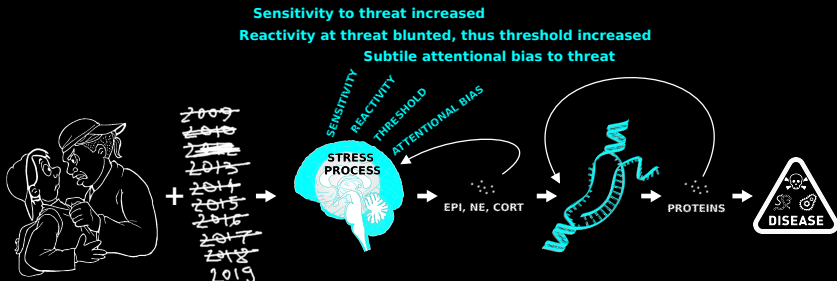 Sensitivity to threat increased
Reactivity at threat blunted, thus threshold increased
Subtile attentional bias to threat
SENSITIVITY
REACTIVITY
THRESHOLD
ATTENTIONAL BIAS
2009
2010
2013
2014
2015
2016
2017
2018
2019
+
STRESS
PROCESS
EPI, NE, CORT
PROTEINS
DISEASE